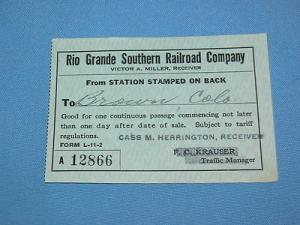 Rio Grande Southern Railroad Company
VICTOR A. MILLER, RECEIVER
From STATION STAMPED ON BACK
To Brown, Colo
Good for one continuous passage commencing not later
than one day after date of sale. Subject to tariff
regulations. CASS M. HERRINGTON, RECEIVER
FORM L-11-2
F. C. KRAUSER
A 12866 Traffic Manager